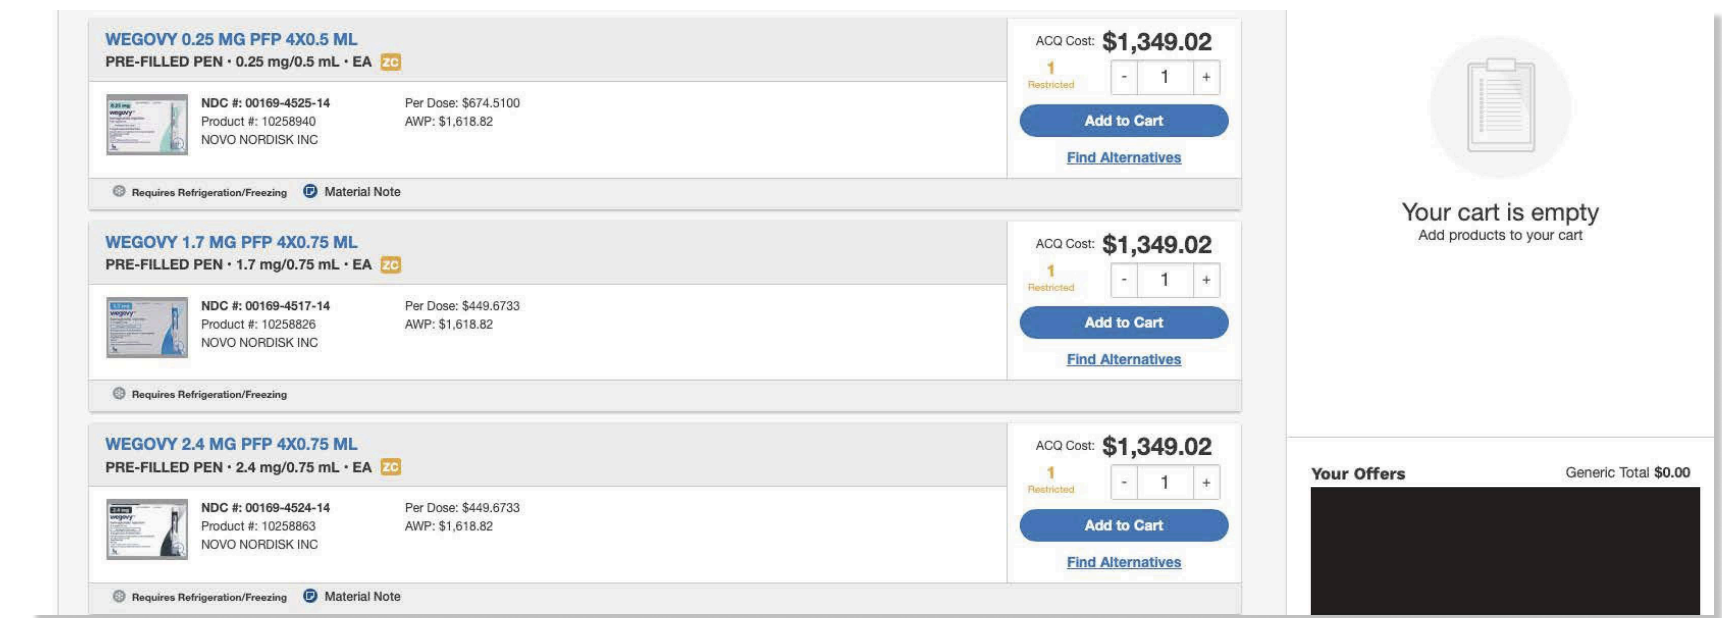 WEGOVY 0.25 MG PFP 4X0.5 ML
PRE-FILLED PEN · 0.25 mg/0.5 mL · EA ZC
NDC #: 00169-4525-14
Product #: 10258940
NOVO NORDISK INC
Per Dose: $674.5100
AWP: $1,618.82
ACQ Cost: $1,349.02
1
Restricted
- 1 +
Add to Cart
Find Alternatives
Requires Refrigeration/Freezing Material Note
WEGOVY 1.7 MG PFP 4X0.75 ML
PRE-FILLED PEN · 1.7 mg/0.75 mL · EA ZC
wegovy
NDC #: 00169-4517-14
Product #: 10258826
NOVO NORDISK INC
Per Dose: $449.6733
AWP: $1,618.82
ACQ Cost: $1,349.02
1
Restricted
- 1 +
Add to Cart
Find Alternatives
Requires Refrigeration/Freezing
WEGOVY 2.4 MG PFP 4X0.75 ML
PRE-FILLED PEN · 2.4 mg/0.75 mL · EA ZC
2.4 mg
wegovy
NDC #: 00169-4524-14
Product #: 10258863
NOVO NORDISK INC
Per Dose: $449.6733
AWP: $1,618.82
ACQ Cost: $1,349.02
1
Restricted
- 1 +
Add to Cart
Find Alternatives
Requires Refrigeration/Freezing Material Note
Your cart is empty
Add products to your cart
Your Offers Generic Total $0.00